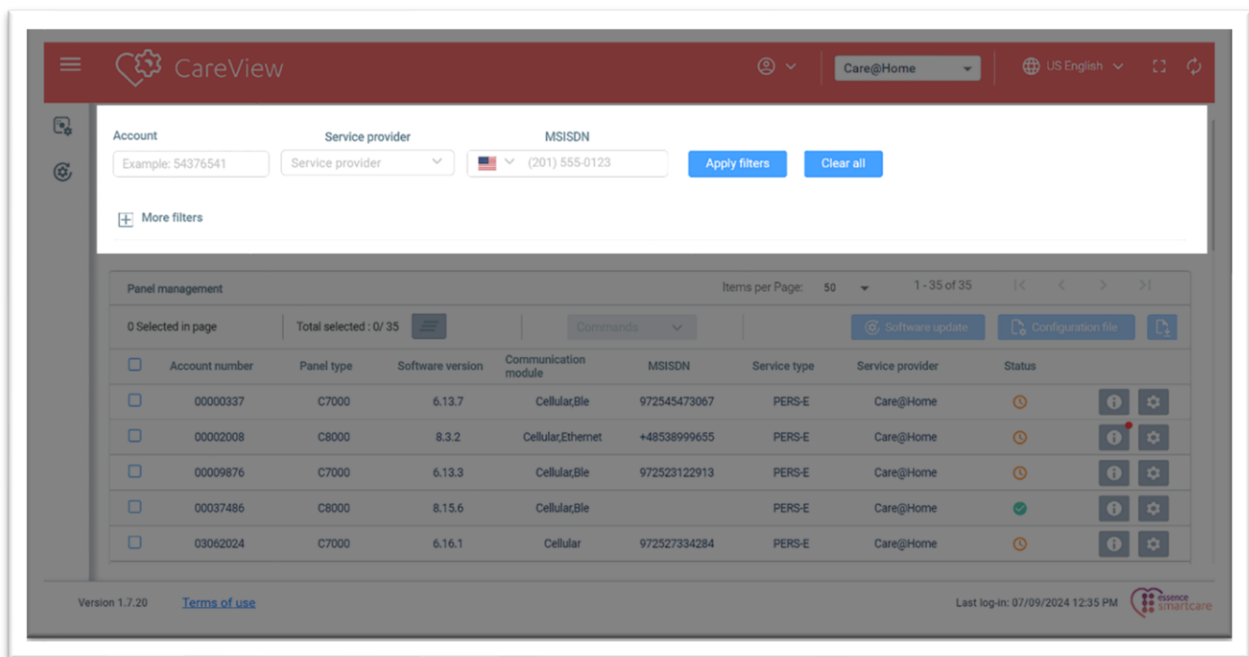 CareView
Care@Home
US English
Account Service provider MSISDN
Example: 54376541 Service provider (201) 555-0123 Apply filters Clear all
More filters
Panel management Items per Page: 50 1 - 35 of 35
0 Selected in page Total selected : 0/ 35 Commands Software update Configuration file
Account number Panel type Software version Communication module MSISDN Service type Service provider Status
00000337 C7000 6.13.7 Cellular,Ble 972545473067 PERS-E Care@Home
00002008 C8000 8.3.2 Cellular,Ethernet +48538999655 PERS-E Care@Home
00009876 C7000 6.13.3 Cellular,Ble 972523122913 PERS-E Care@Home
00037486 C8000 8.15.6 Cellular,Ble PERS-E Care@Home
03062024 C7000 6.16.1 Cellular 972527334284 PERS-E Care@Home
Version 1.7.20 Terms of use Last log-in: 07/09/2024 12:35 PM essence
smartcare